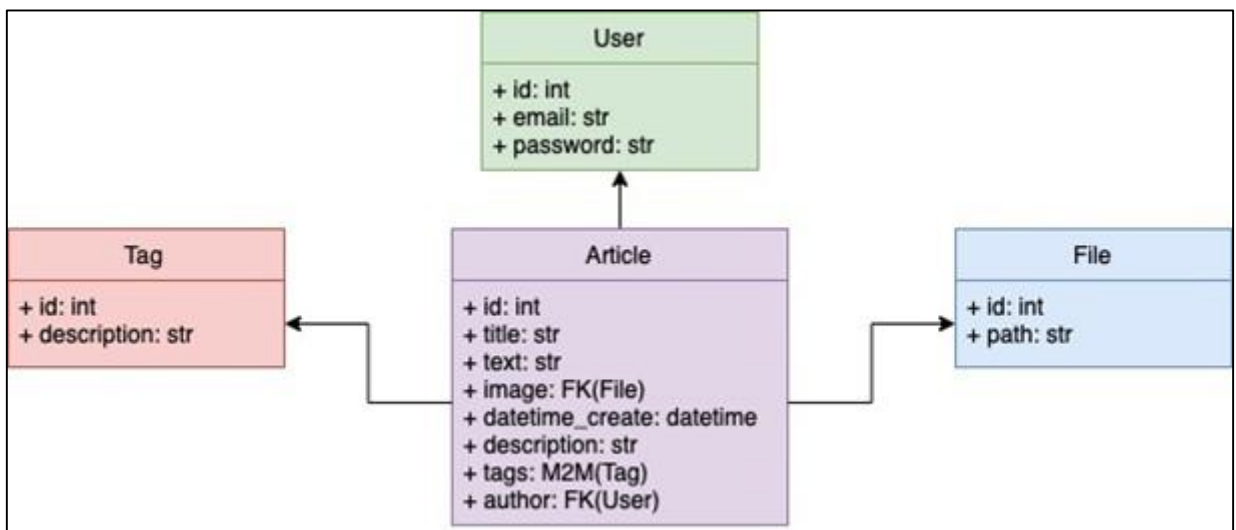 User
+ id: int
+ email: str
+ password: str
Tag
+ id: int
+ description: str
Article
+ id: int
+ title: str
+ text: str
+ image: FK(File)
+ datetime_create: datetime
+ description: str
+ tags: M2M(Tag)
+ author: FK(User)
File
+ id: int
+ path: str